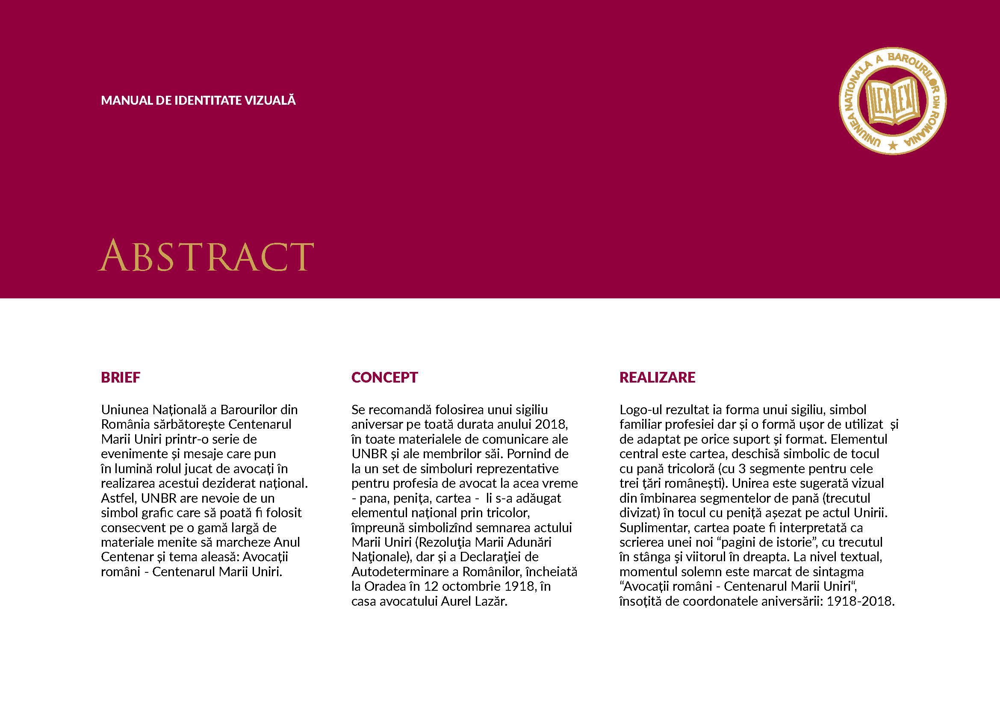 MANUAL DE IDENTITATE VIZUALĂ
UNIUNEA NATIONALA A BAROURILOR DIN ROMANIA
LEX LEX
ABSTRACT
BRIEF
Uniunea Națională a Barourilor din
România sărbătorește Centenarul
Marii Uniri printr-o serie de
evenimente și mesaje care pun
în lumină rolul jucat de avocați în
realizarea acestui deziderat național.
Astfel, UNBR are nevoie de un
simbol grafic care să poată fi folosit
consecvent pe o gamă largă de
materiale menite să marcheze Anul
Centenar și tema aleasă: Avocații
români - Centenarul Marii Uniri.
CONCEPT
Se recomandă folosirea unui sigiliu
aniversar pe toată durata anului 2018,
în toate materialele de comunicare ale
UNBR și ale membrilor săi. Pornind de
la un set de simboluri reprezentative
pentru profesia de avocat la acea vreme
- pana, penița, cartea -  li s-a adăugat
elementul național prin tricolor,
împreună simbolizînd semnarea actului
Marii Uniri (Rezoluţia Marii Adunări
Naţionale), dar și a Declaraţiei de
Autodeterminare a Românilor, încheiată
la Oradea în 12 octombrie 1918, în
casa avocatului Aurel Lazăr.
REALIZARE
Logo-ul rezultat ia forma unui sigiliu, simbol
familiar profesiei dar și o formă ușor de utilizat  și
de adaptat pe orice suport și format. Elementul
central este cartea, deschisă simbolic de tocul
cu pană tricoloră (cu 3 segmente pentru cele
trei țări românești). Unirea este sugerată vizual
din îmbinarea segmentelor de pană (trecutul
divizat) în tocul cu peniță așezat pe actul Unirii.
Suplimentar, cartea poate fi interpretată ca
scrierea unei noi “pagini de istorie”, cu trecutul
în stânga şi viitorul în dreapta. La nivel textual,
momentul solemn este marcat de sintagma
“Avocații români - Centenarul Marii Uniri“,
însoțită de coordonatele aniversării: 1918-2018.